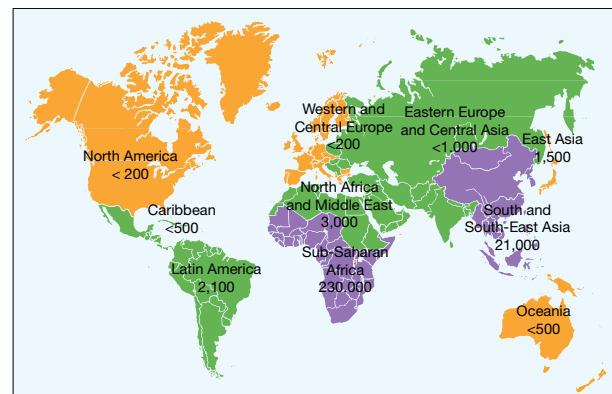 Western and
Central Europe
<200
Eastern Europe
and Central Asia
<1.000
East Asia
1,500
North America
< 200
North Africa
and Middle East
3,000
Caribbean
<500
South and
South-East Asia
21,000
Sub-Saharan
Africa
230.000
Latin America
2,100
Oceania
<500